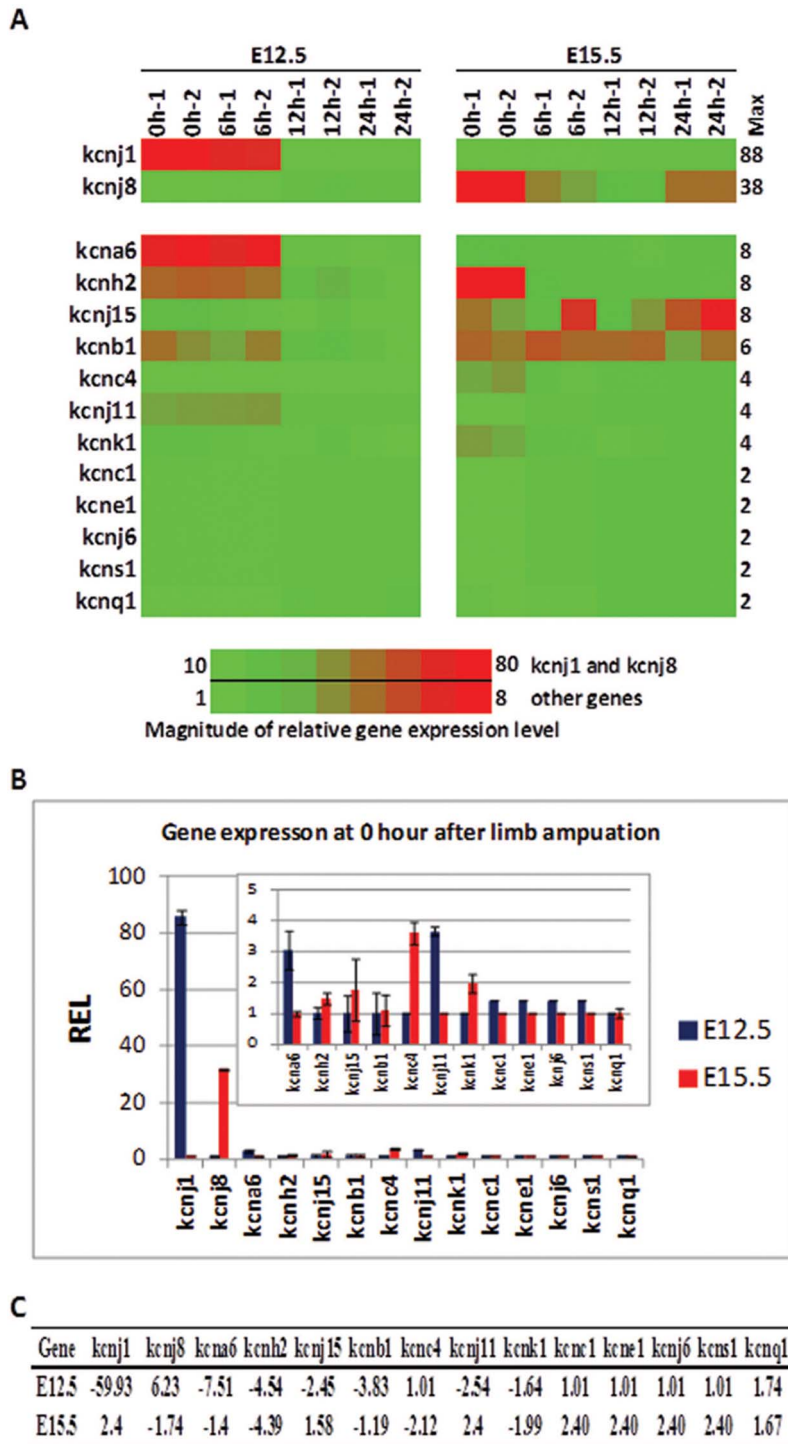 A
E12.5 E15.5
0h-1 0h-2 6h-1 6h-2 12h-1 12h-2 24h-1 24h-2 0h-1 0h-2 6h-1 6h-2 12h-1 12h-2 24h-1 24h-2 Max
kcnj1 88
kcnj8 38
kcna6 8
kcnh2 8
kcnj15 8
kcnb1 6
kcnc4 4
kcnj11 4
kcnk1 4
kcnc1 2
kcne1 2
kcnj6 2
kcns1 2
kcnq1 2
10 80 kcnj1 and kcnj8
1 8 other genes
Magnitude of relative gene expression level
B
Gene expresson at 0 hour after limb ampuation
REL
100
80
60
40
20
0
5
4
3
2
1
0
kcna6 kcnh2 kcnj15 kcnb1 kcnc4 kcnj11 kcnk1 kcnc1 kcne1 kcnj6 kcns1 kcnq1
E12.5
E15.5
kcnj1 kcnj8 kcna6 kcnh2 kcnj15 kcnb1 kcnc4 kcnj11 kcnk1 kcnc1 kcne1 kcnj6 kcns1 kcnq1
C
Gene kcnj1 kcnj8 kcna6 kcnh2 kcnj15 kcnb1 kcnc4 kcnj11 kcnk1 kcnc1 kcne1 kcnj6 kcns1 kcnq1
E12.5 -59.93 6.23 -7.51 -4.54 -2.45 -3.83 1.01 -2.54 -1.64 1.01 1.01 1.01 1.01 1.74
E15.5 2.4 -1.74 -1.4 -4.39 1.58 -1.19 -2.12 2.4 -1.99 2.40 2.40 2.40 2.40 1.67